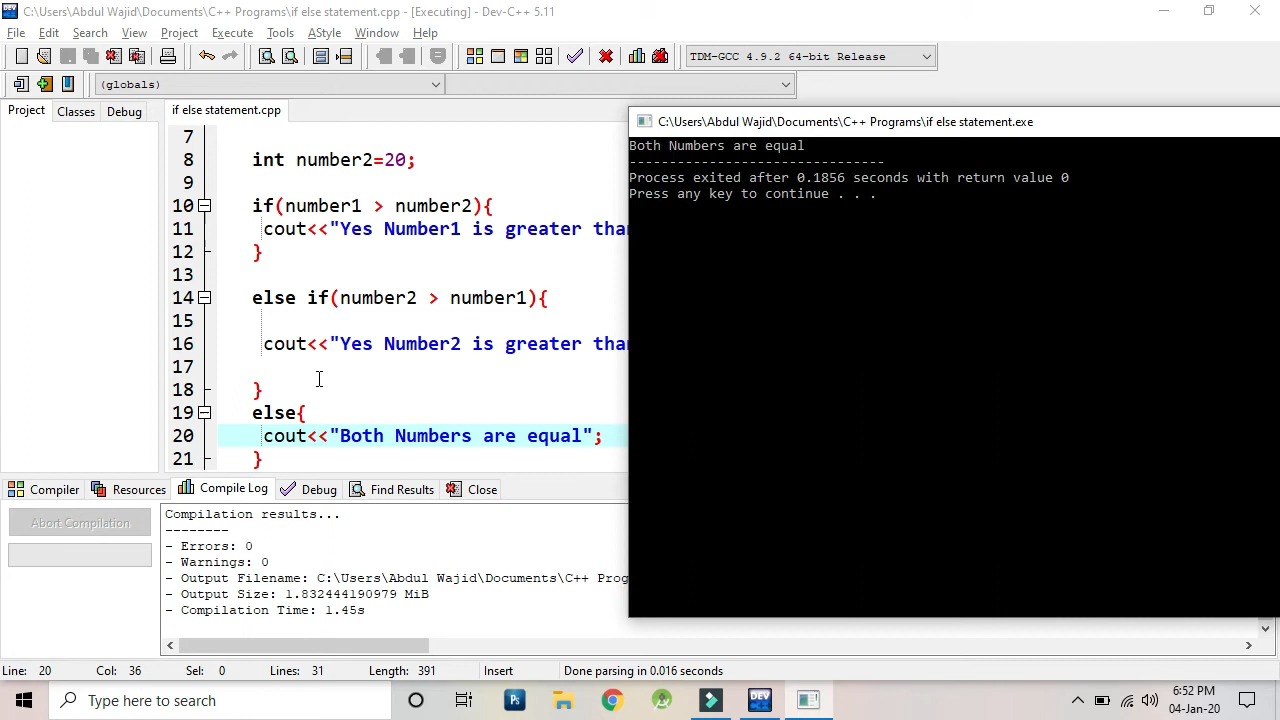 C:\Users\Abdul Wajid\Documents\C++ Programs\if else statement.cpp - [Executing] - Dev-C++ 5.11
File Edit Search View Project Execute Tools AStyle Window Help
TDM-GCC 4.9.2 64-bit Release
(globals)
Project Classes Debug if else statement.cpp
C:\Users\Abdul Wajid\Documents\C++ Programs\if else statement.exe
7
8 int number2=20;
9
10 if(number1 > number2){
11 cout<<"Yes Number1 is greater than
12 }
13
14 else if(number2 > number1){
15
16 cout<<"Yes Number2 is greater than
17
18 }
19 else{
20 cout<<"Both Numbers are equal";
21 }
Both Numbers are equal
--------------------------------
Process exited after 0.1856 seconds with return value 0
Press any key to continue . . .
Compiler Resources Compile Log Debug Find Results Close
Abort Compilation
Compilation results...
--------
- Errors: 0
- Warnings: 0
- Output Filename: C:\Users\Abdul Wajid\Documents\C++ Prog
- Output Size: 1.832444190979 MiB
- Compilation Time: 1.45s
Line: 20 Col: 36 Sel: 0 Lines: 31 Length: 391 Insert Done parsing in 0.016 seconds
Type here to search
Ps
DEV
6:52 PM
04-Jan-20